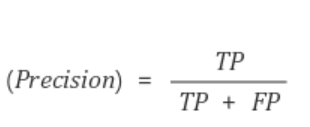 (Precision) = TP / TP + FP